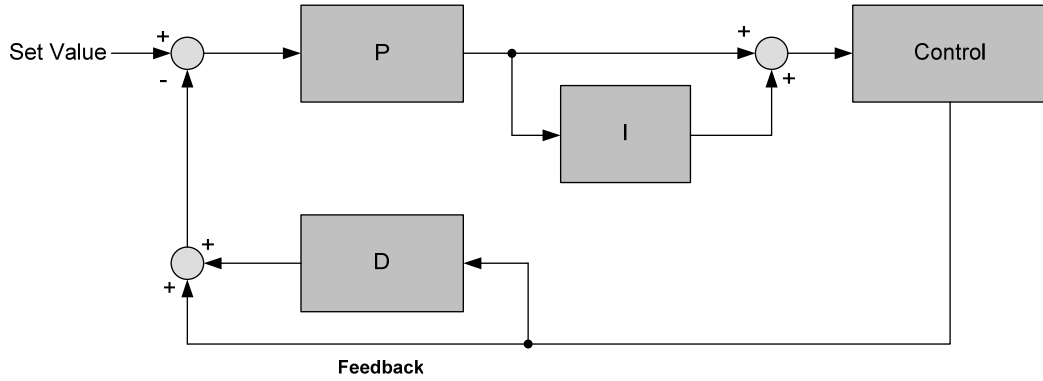 Set Value
+
-
P
+
+
Control
I
+
+
D
Feedback